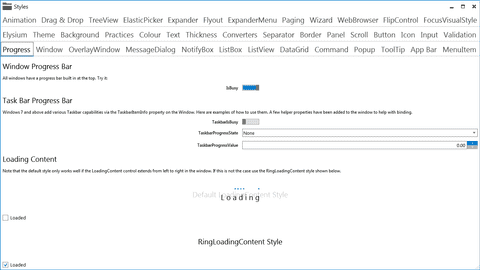 Styles
Animation Drag & Drop TreeView ElasticPicker Expander Flyout ExpanderMenu Paging Wizard WebBrowser FlipControl FocusVisualStyle
Elysium Theme Background Practices Colour Text Thickness Converters Separator Border Panel Scroll Button Icon Input Validation
Progress Window OverlayWindow MessageDialog NotifyBox ListBox ListView DataGrid Command Popup ToolTip App Bar MenuItem
Window Progress Bar
All windows have a progress bar built in at the top. Try it:
IsBusy
Task Bar Progress Bar
Windows 7 and above add various Taskbar capabilities via the TaskbarItemInfo property on the Window. Here are examples of how to use them. A few helper properties have been added to the window to help with binding.
TaskbarIsBusy
TaskbarProgressState None
TaskbarProgressValue 0.00
Loading Content
Note that the default style only works well if the LoadingContent control extends from left to right in the window. If this is not the case use the RingLoadingContent style shown below.
Default LoadingContent Style
Loading
Loaded
RingLoadingContent Style
Loaded